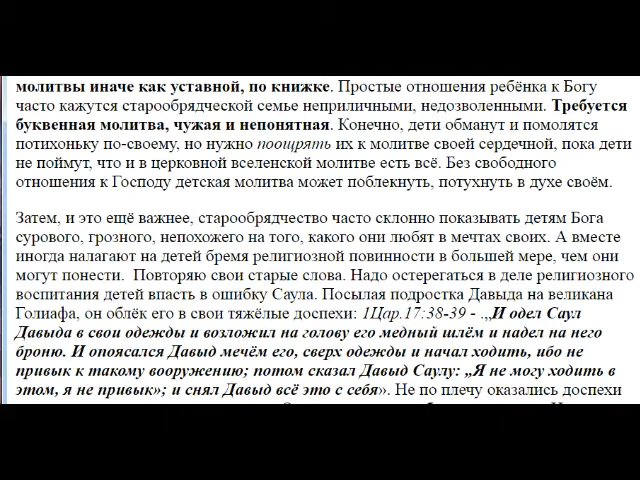 молитвы иначе как уставной, по книжке. Простые отношения ребёнка к Богу
часто кажутся старообрядческой семье неприличными, недозволенными. Требуется
буквенная молитва, чужая и непонятная. Конечно, дети обманут и помолятся
потихоньку по-своему, но нужно поощрять их к молитве своей сердечной, пока дети
не поймут, что и в церковной вселенской молитве есть всё. Без свободного
отношения к Господу детская молитва может поблекнуть, потухнуть в духе своём.
Затем, и это ещё важнее, старообрядчество часто склонно показывать детям Бога
сурового, грозного, непохожего на того, какого они любят в мечтах своих. А вместе
иногда налагают на детей бремя религиозной повинности в большей мере, чем они
могут понести. Повторяю свои старые слова. Надо остерегаться в деле религиозного
воспитания детей впасть в ошибку Саула. Посылая подростка Давыда на великана
Голиафа, он облёк его в свои тяжёлые доспехи: 1Цар.17:38-39 - .„И одел Саул
Давыда в свои одежды и возложил на голову его медный шлём и надел на него
броню. И опоясался Давыд мечём его, сверх одежды и начал ходить, ибо не
привык к такому вооружению; потом сказал Давыд Саулу: „Я не могу ходить в
этом, я не привык»; и снял Давыд всё это с себя». Не по плечу оказались доспехи